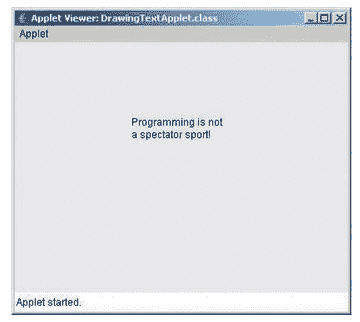 Applet Viewer: DrawingTextApplet.class
Applet
Programming is not
a spectator sport!
Applet started.